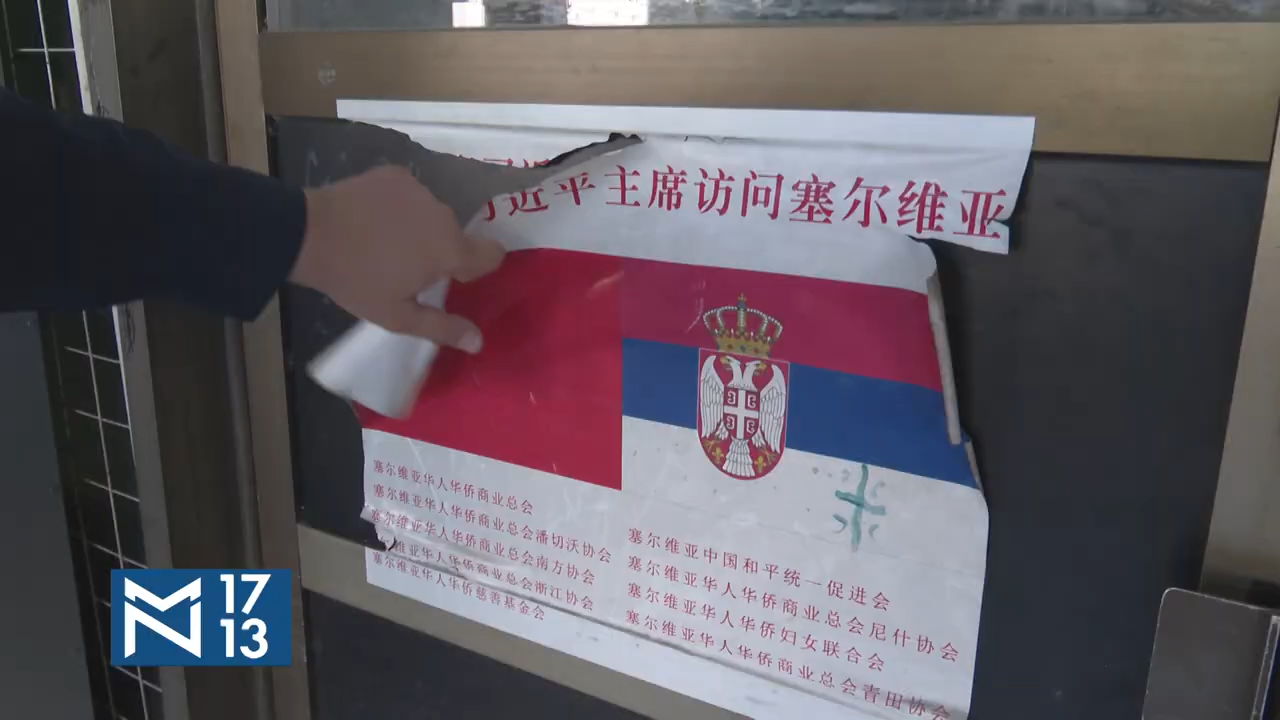 习近平主席访问塞尔维亚
塞尔维亚华人华侨商业总会
塞尔维亚华人华侨商业总会潘切沃协会
塞尔维亚华人华侨商业总会南方协会
塞尔维亚华人华侨商业总会浙江协会
塞尔维亚华人华侨慈善基金会
塞尔维亚中国和平统一促进会
塞尔维亚华人华侨商业总会尼什协会
塞尔维亚华人华侨妇女联合会
塞尔维亚华人华侨商业总会青田协会
M
17
13